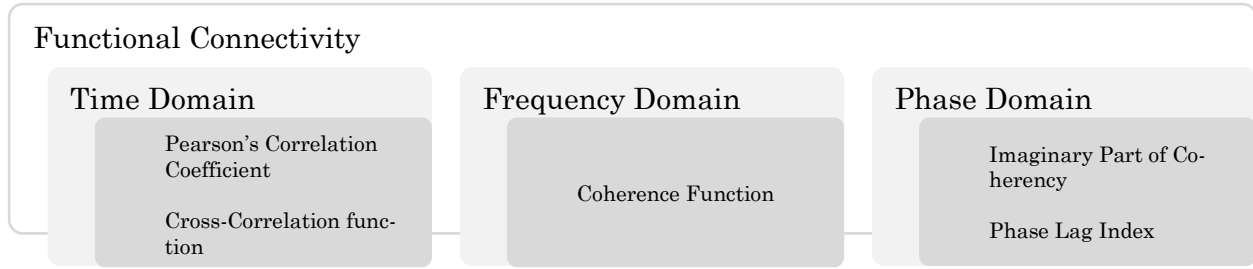 Functional Connectivity
Time Domain
Pearson’s Correlation
Coefficient
Cross-Correlation func-
tion
Frequency Domain
Coherence Function
Phase Domain
Imaginary Part of Co-
herency
Phase Lag Index